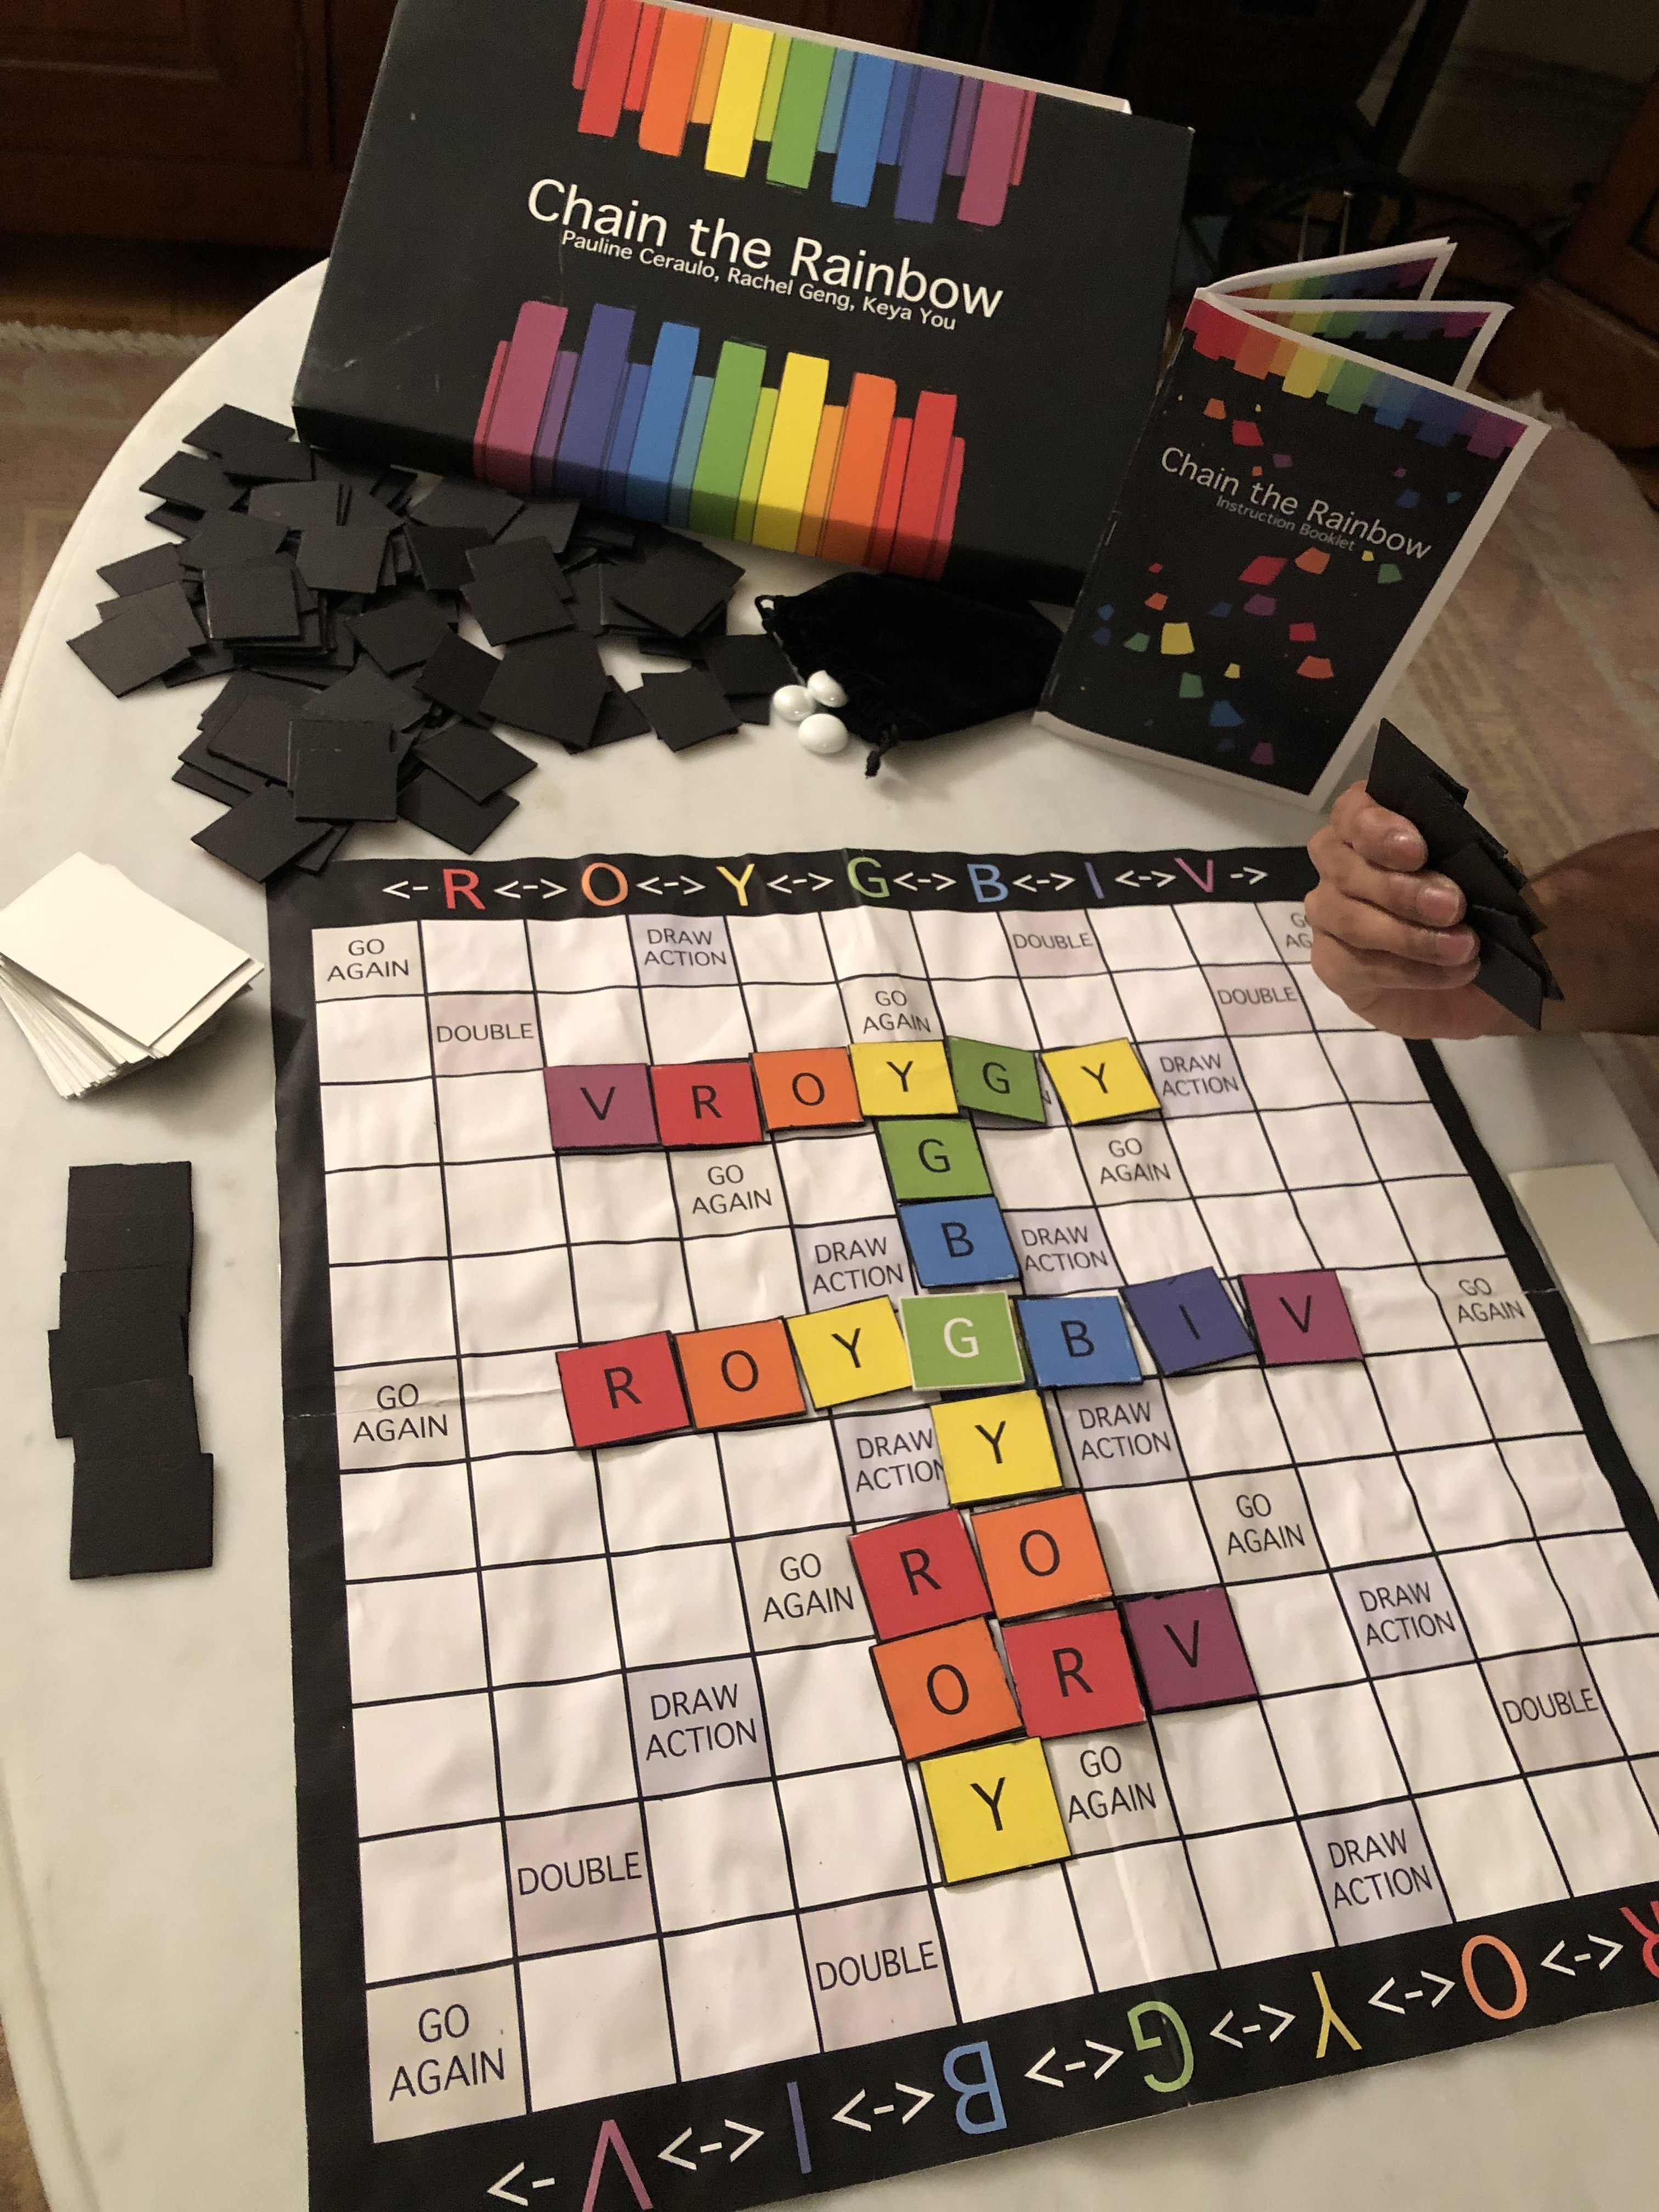 Chain the Rainbow
Pauline Ceraulo, Rachel Geng, Keya You
Chain the Rainbow
Instruction Booklet
<- R <-> O <-> Y <-> G <-> B <-> I <-> V ->
GO
AGAIN
DRAW
ACTION
DOUBLE
DOUBLE
GO
AGAIN
DOUBLE
V R O Y G Y
DRAW
ACTION
GO
AGAIN
G
GO
AGAIN
DRAW
ACTION
B
DRAW
ACTION
R O Y G B I V
GO
AGAIN
GO
AGAIN
DRAW
ACTION
Y
DRAW
ACTION
GO
AGAIN
R O
GO
AGAIN
DRAW
ACTION
O R V
DRAW
ACTION
DOUBLE
Y
GO
AGAIN
DOUBLE
DRAW
ACTION
DOUBLE
GO
AGAIN
<- V <-> I <-> B <-> G <-> Y <-> O <-> R